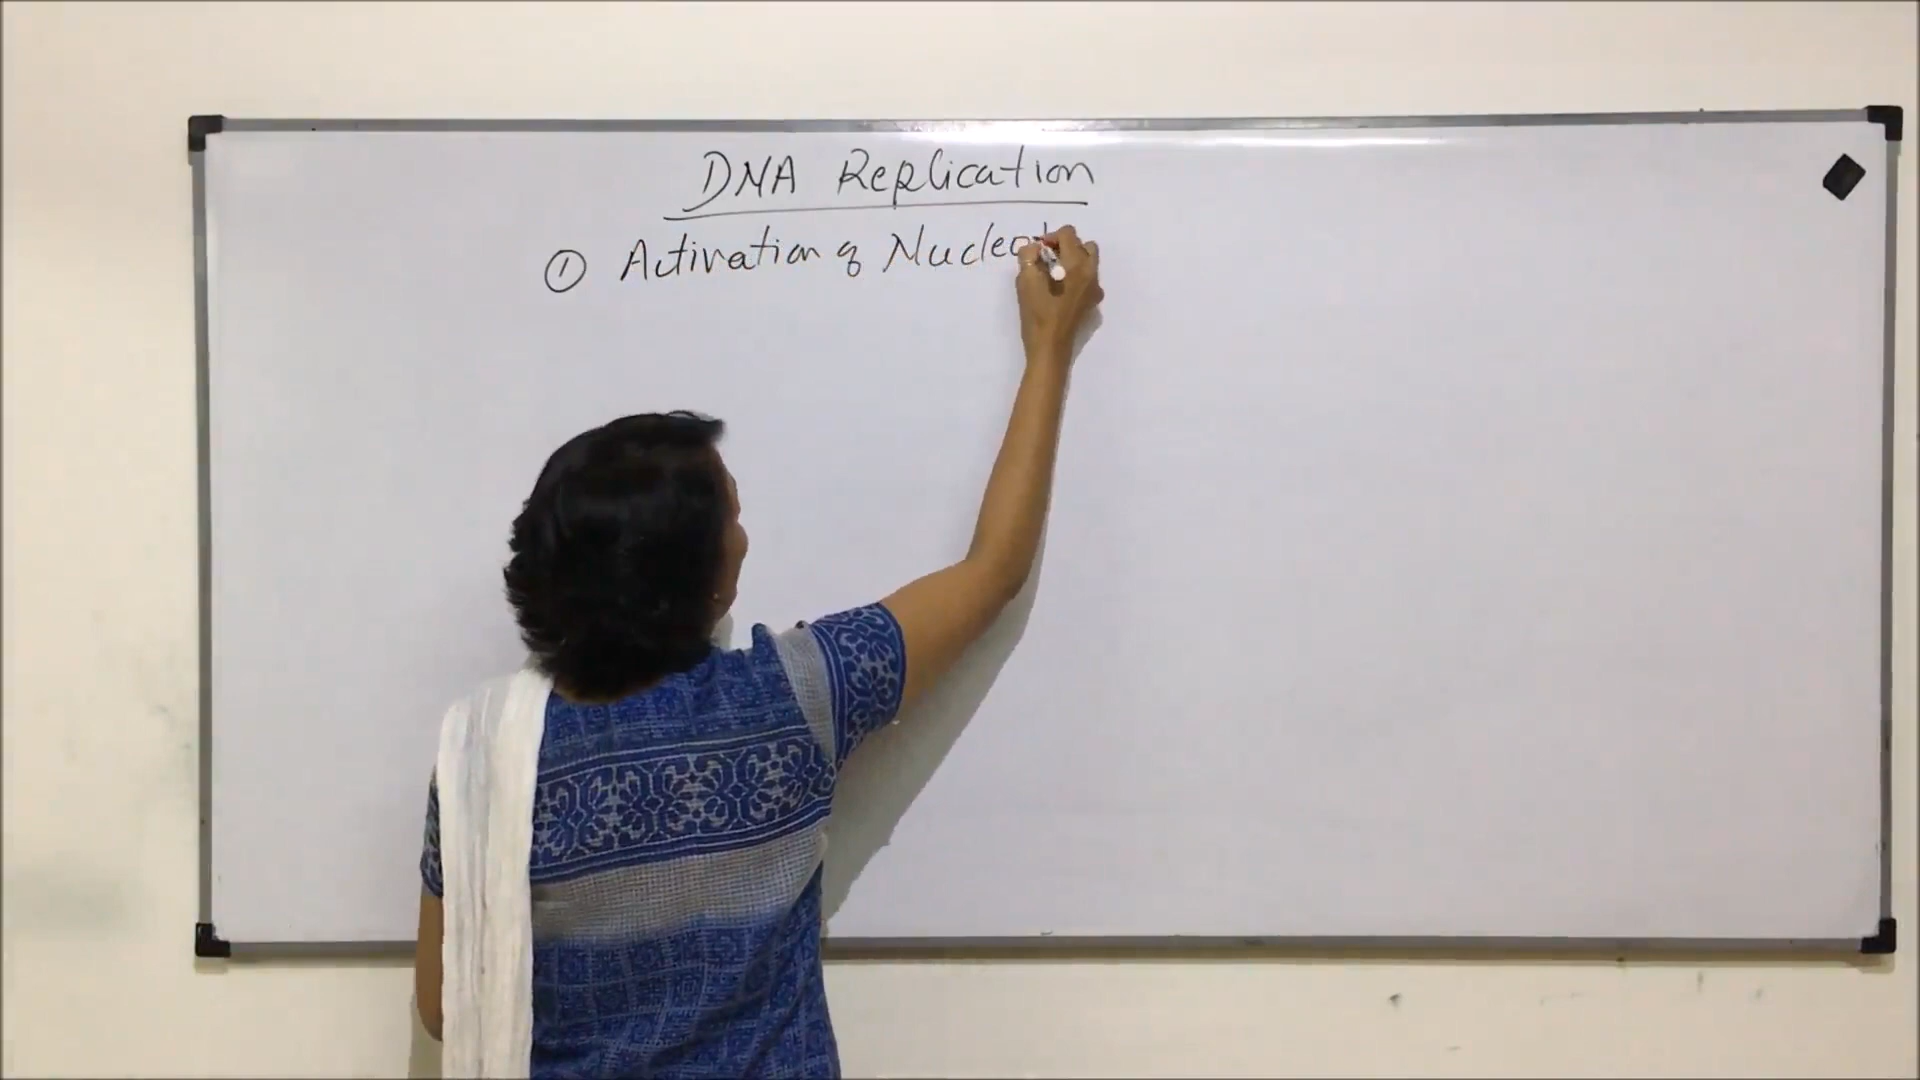 DNA Replication
① Activation of